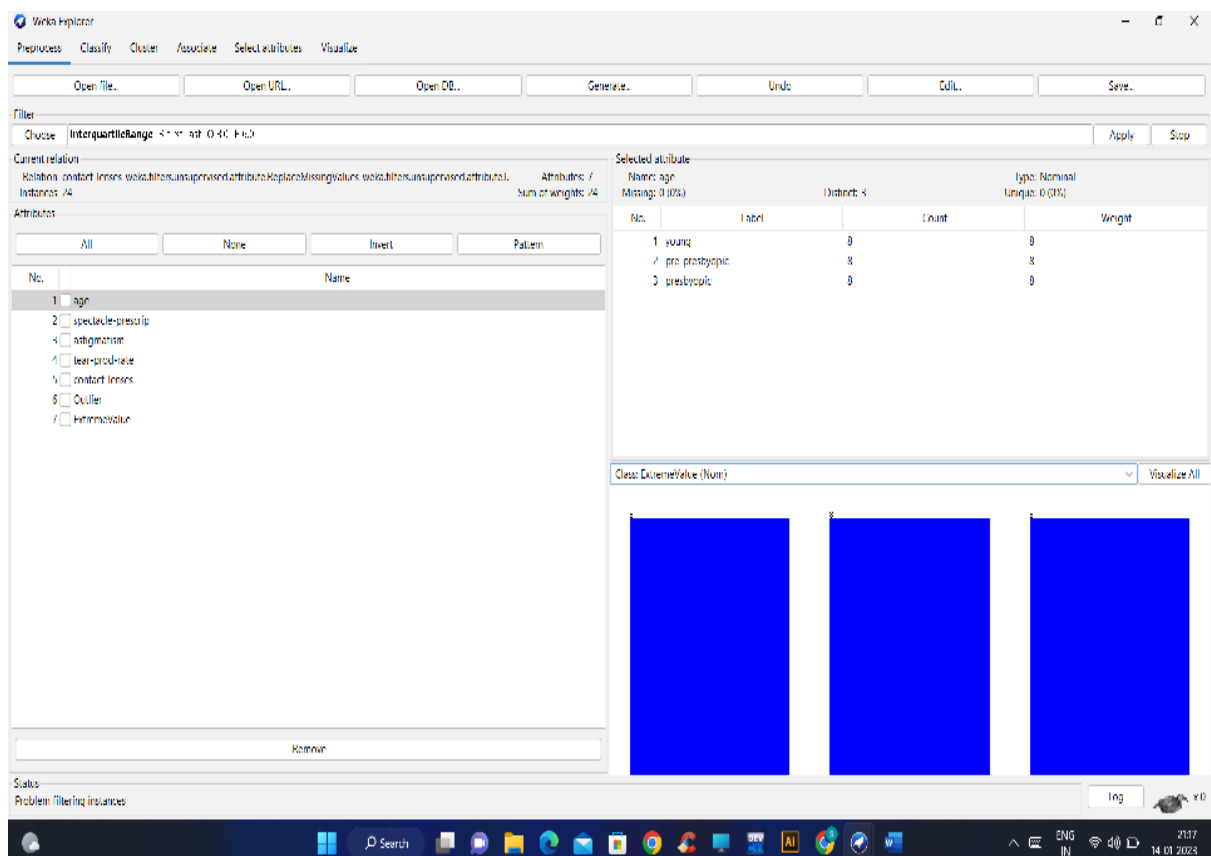 Weka Explorer
Preprocess Classify Cluster Associate Select attributes Visualize
Open file... Open URL... Open DB... Generate... Undo Edit... Save...
Filter
Choose InterquartileRange Apply Stop
Current relation
Relation: contact-lenses-weka.filters.unsupervised.attribute.ReplaceMissingValues-weka.filters.unsupervised.attribute.I... Attributes: 7
Instances: 24 Sum of weights: 24
Attributes
All None Invert Pattern
No. Name
1 age
2 spectacle-prescrip
3 astigmatism
4 tear-prod-rate
5 contact-lenses
6 Outlier
7 ExtremeValue
Remove
Selected attribute
Name: age Type: Nominal
Missing: 0 (0%) Distinct: 3 Unique: 0 (0%)
No. Label Count Weight
1 young 8 8
2 pre-presbyopic 8 8
3 presbyopic 8 8
Class: ExtremeValue (Nom) Visualize All
Status
Problem filtering instances
Log x 0
Search
DEV
Ai
W
ENG
IN
21:17
14-01-2023